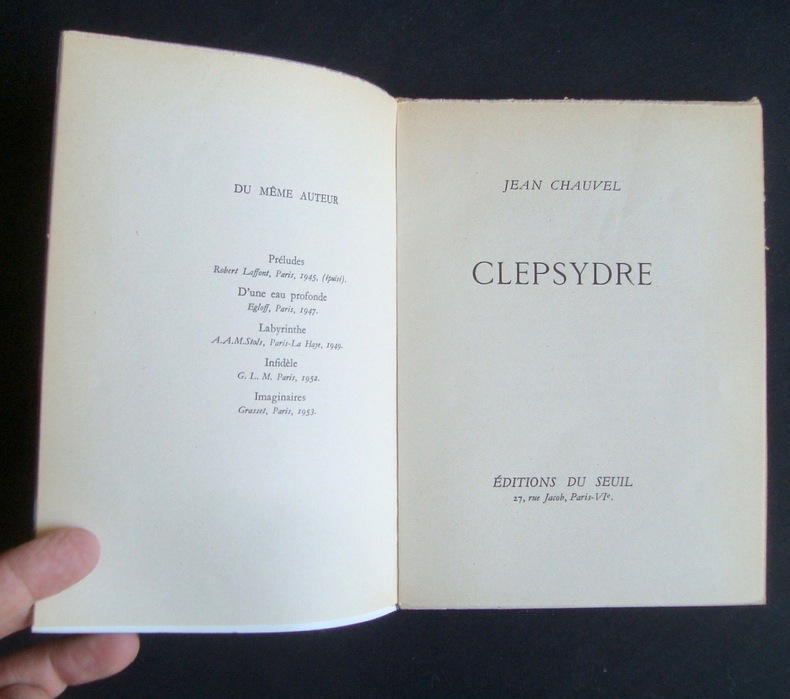 DU MÊME AUTEUR
Préludes
Robert Laffont, Paris, 1945, (épuisé).
D'une eau profonde
Egloff, Paris, 1947.
Labyrinthe
A.A.M.Stols, Paris-La Haye, 1949.
Infidèle
G. L. M. Paris, 1952.
Imaginaires
Grasset, Paris, 1953.
JEAN CHAUVEL
CLEPSYDRE
ÉDITIONS DU SEUIL
27, rue Jacob, Paris-VIe.